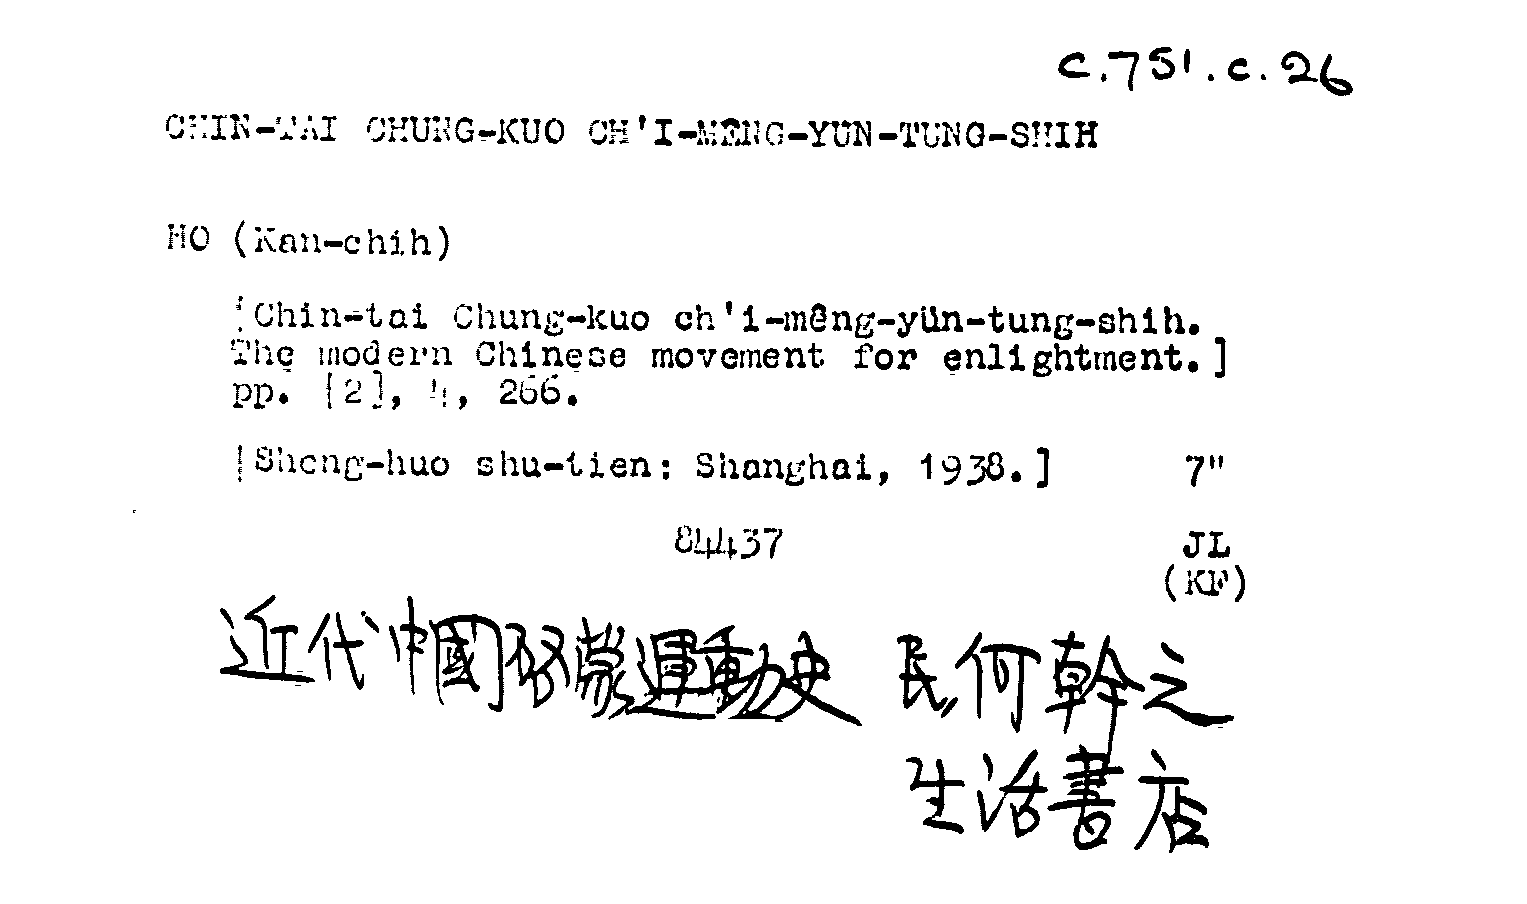 c.751.c.26
CHIN-TAI CHUNG-KUO CH'I-MÊNG-YÜN-TUNG-SHIH
HO (Kan-chih)
[Chin-tai Chung-kuo ch'i-mêng-yün-tung-shih.
The modern Chinese movement for enlightment.]
pp. [2], 4, 266.
[Sheng-huo shu-tien: Shanghai, 1938.] 7"
84437 JL
(KF)
近代中國啓蒙運動史 民何幹之
生活書店